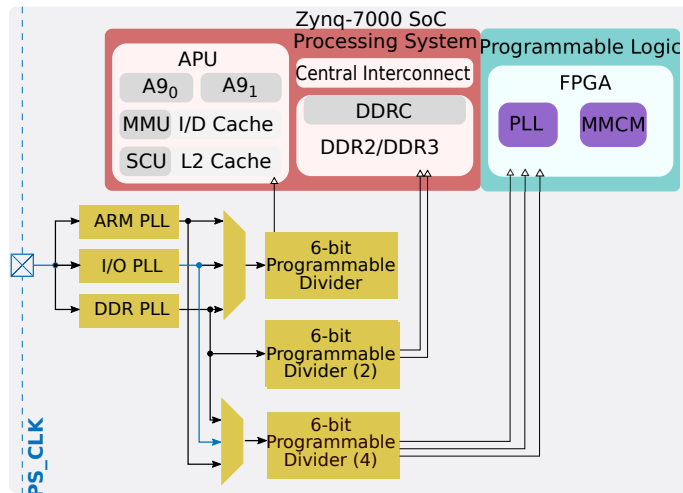 Zynq-7000 SoC
Processing System
Programmable Logic
APU
A9₀
A9₁
MMU
I/D Cache
SCU
L2 Cache
Central Interconnect
DDRC
DDR2/DDR3
FPGA
PLL
MMCM
ARM PLL
I/O PLL
DDR PLL
6-bit
Programmable
Divider
6-bit
Programmable
Divider (2)
6-bit
Programmable
Divider (4)
PS_CLK